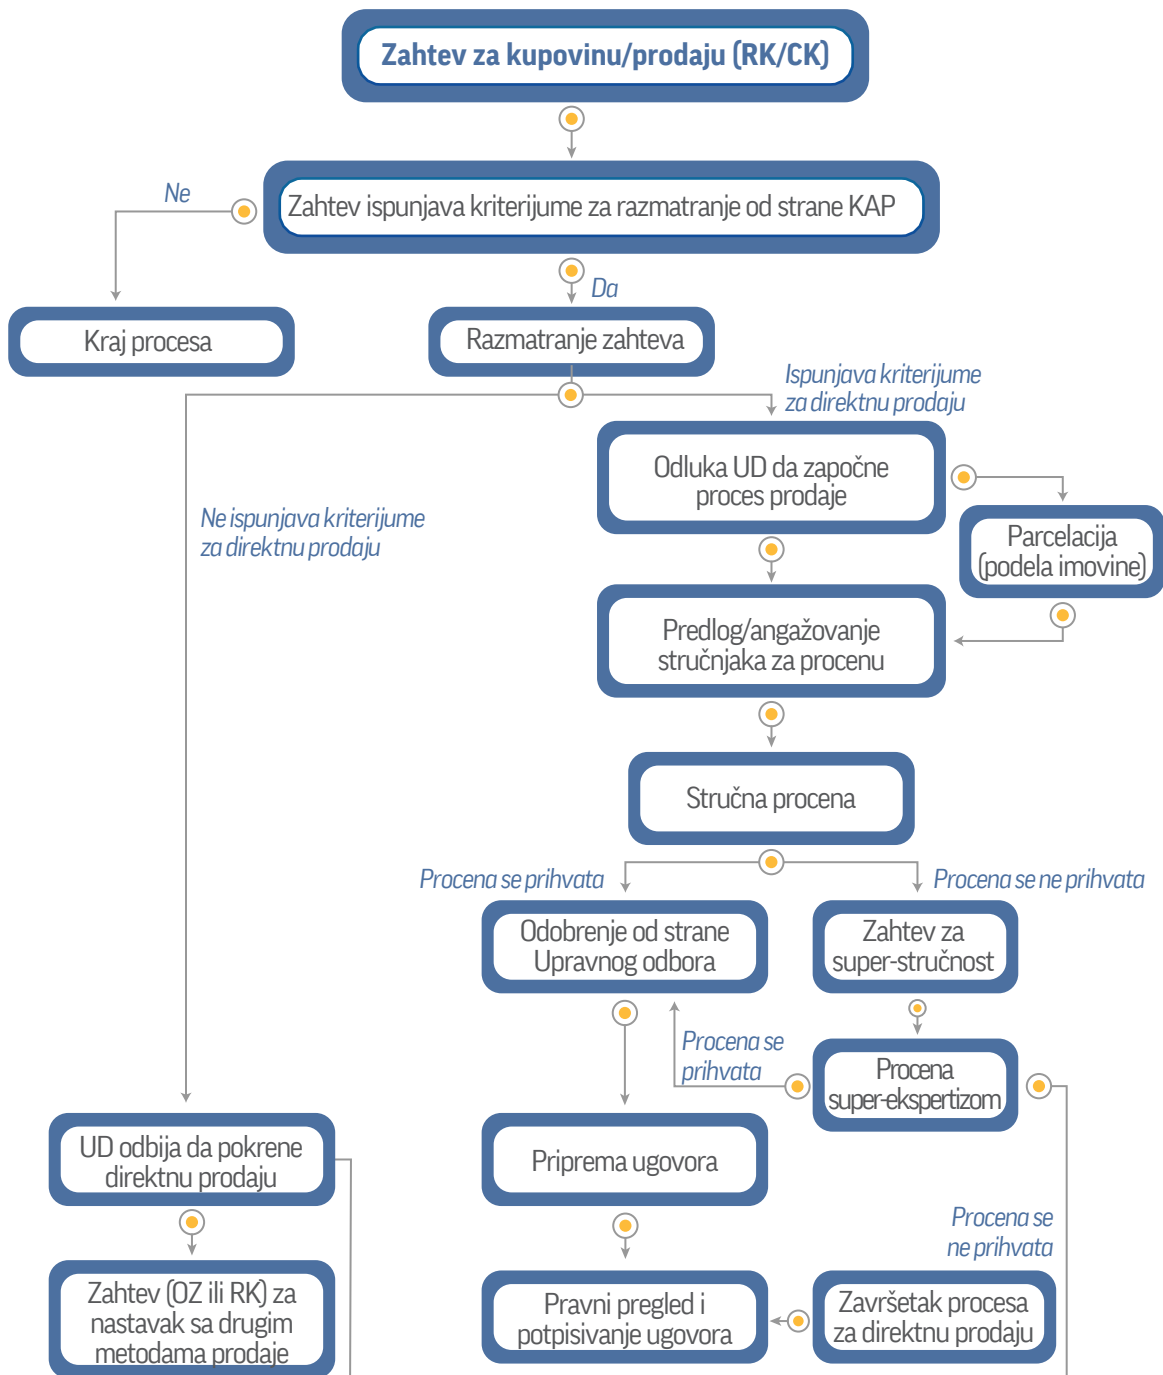 Zahtev za kupovinu/prodaju (RK/CK)
Ne
Zahtev ispunjava kriterijume za razmatranje od strane KAP
Da
Kraj procesa
Razmatranje zahteva
Ispunjava kriterijume
za direktnu prodaju
Odluka UD da započne
proces prodaje
Ne ispunjava kriterijume
za direktnu prodaju
Parcelacija
(podela imovine)
Predlog/angažovanje
stručnjaka za procenu
Stručna procena
Procena se prihvata
Procena se ne prihvata
Odobrenje od strane
Upravnog odbora
Zahtev za
super-stručnost
Procena se
prihvata
Procena
super-ekspertizom
UD odbija da pokrene
direktnu prodaju
Priprema ugovora
Procena se
ne prihvata
Zahtev (OZ ili RK) za
nastavak sa drugim
metodama prodaje
Pravni pregled i
potpisivanje ugovora
Završetak procesa
za direktnu prodaju